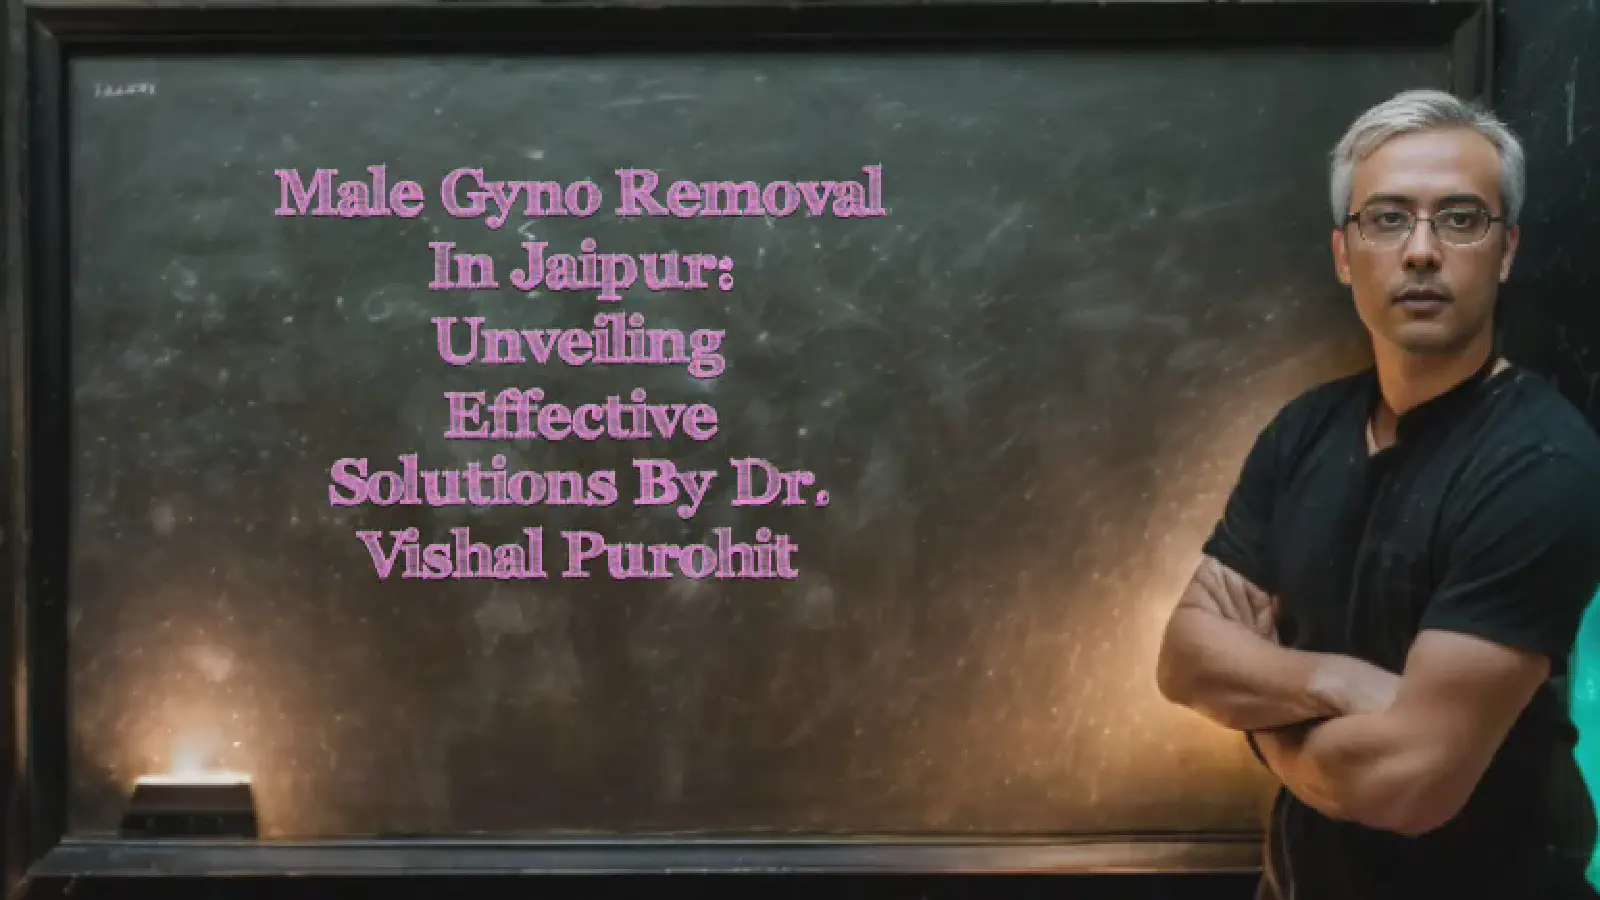 Male Gyno Removal
In Jaipur:
Unveiling
Effective
Solutions By Dr.
Vishal Purohit